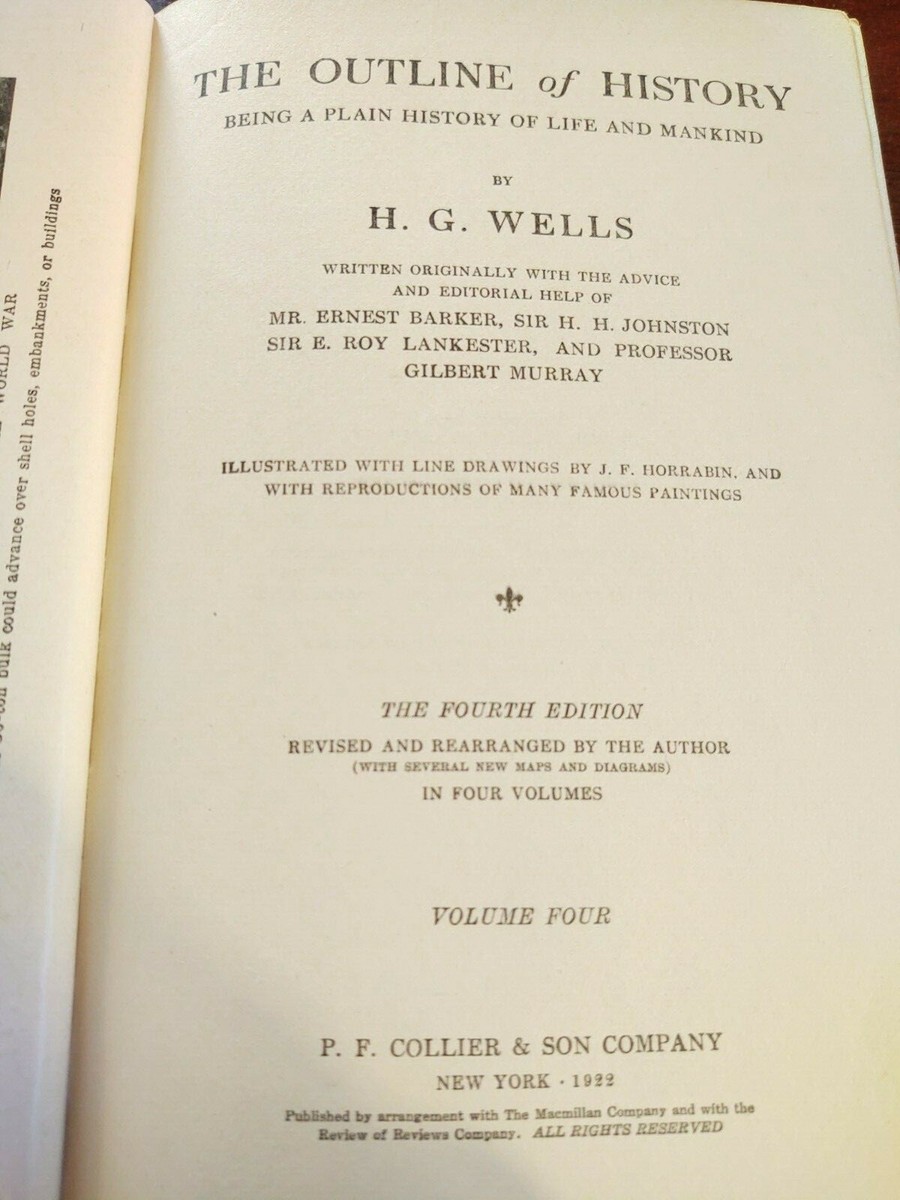 WORLD WAR
bulk could advance over shell holes, embankments, or buildings
THE OUTLINE of HISTORY
BEING A PLAIN HISTORY OF LIFE AND MANKIND
BY
H. G. WELLS
WRITTEN ORIGINALLY WITH THE ADVICE
AND EDITORIAL HELP OF
MR. ERNEST BARKER, SIR H. H. JOHNSTON
SIR E. ROY LANKESTER, AND PROFESSOR
GILBERT MURRAY
ILLUSTRATED WITH LINE DRAWINGS BY J. F. HORRABIN, AND
WITH REPRODUCTIONS OF MANY FAMOUS PAINTINGS
THE FOURTH EDITION
REVISED AND REARRANGED BY THE AUTHOR
(WITH SEVERAL NEW MAPS AND DIAGRAMS)
IN FOUR VOLUMES
VOLUME FOUR
P. F. COLLIER & SON COMPANY
NEW YORK · 1922
Published by arrangement with The Macmillan Company and with the
Review of Reviews Company. ALL RIGHTS RESERVED